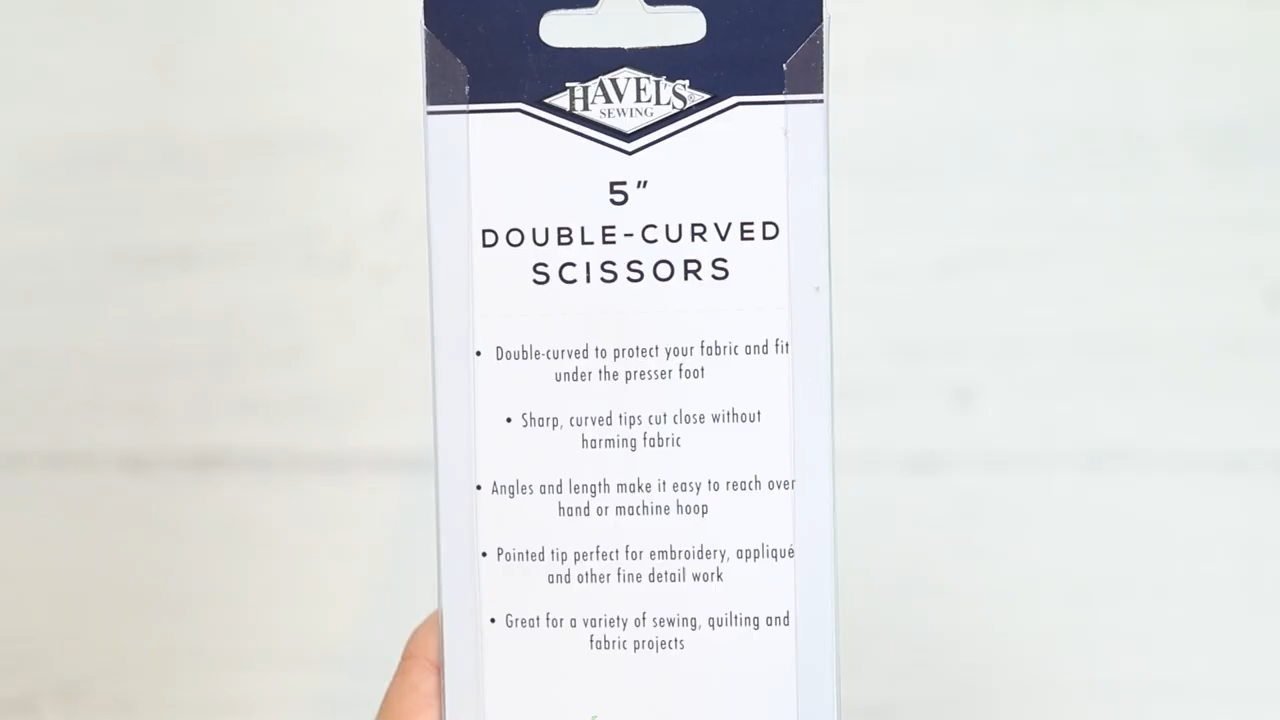 HAVEL'S®
SEWING
5"
DOUBLE-CURVED
SCISSORS
• Double-curved to protect your fabric and fit
under the presser foot
• Sharp, curved tips cut close without
harming fabric
• Angles and length make it easy to reach over
hand or machine hoop
• Pointed tip perfect for embroidery, appliqué
and other fine detail work
• Great for a variety of sewing, quilting and
fabric projects